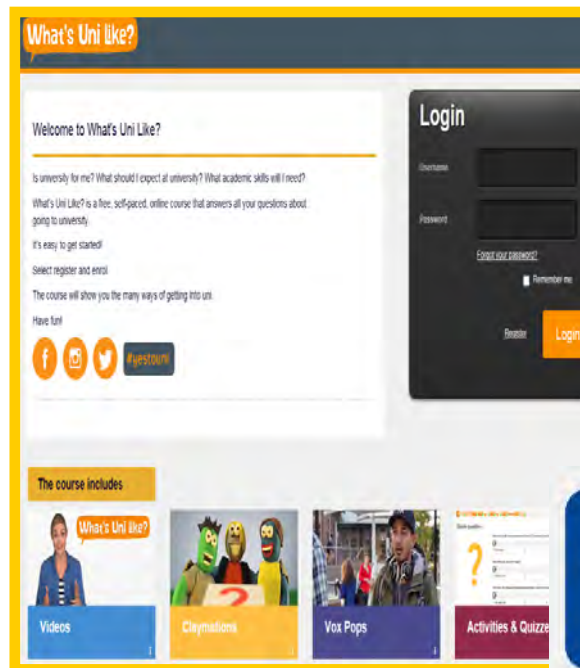 What's Uni like?
Welcome to What's Uni Like?
Is university for me? What should I expect at university? What academic skills will I need?
What's Uni Like? is a free, self-paced, online course that answers all your questions about
going to university.
It's easy to get started!
Select register and enrol.
The course will show you the many ways of getting into uni.
Have fun!
#yestouni
Login
Username
Password
Forgot your password?
Remember me
Register
Login
The course includes
What's Uni like?
Videos
Claymations
Vox Pops
Activities & Quizze